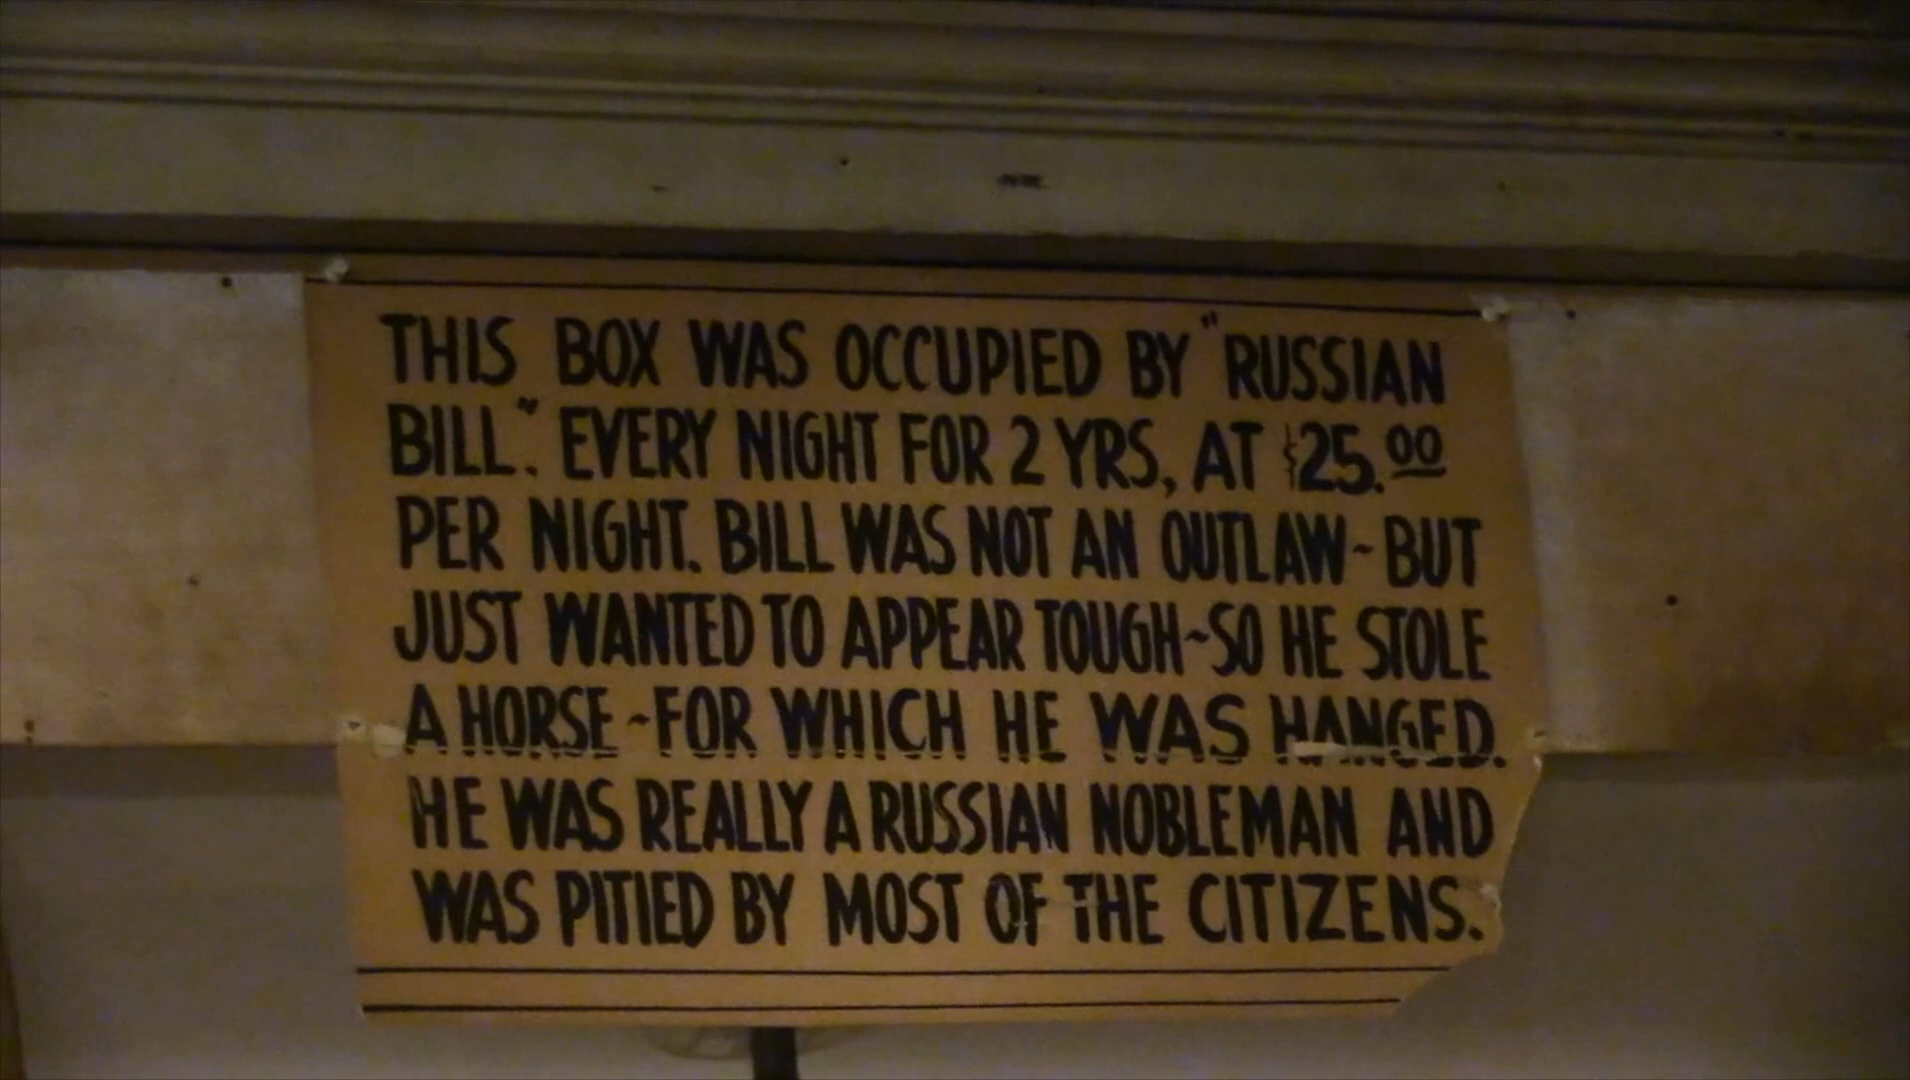 THIS BOX WAS OCCUPIED BY "RUSSIAN
BILL". EVERY NIGHT FOR 2 YRS, AT $25.00
PER NIGHT. BILL WAS NOT AN OUTLAW ~ BUT
JUST WANTED TO APPEAR TOUGH ~ SO HE STOLE
A HORSE ~ FOR WHICH HE WAS HANGED.
HE WAS REALLY A RUSSIAN NOBLEMAN AND
WAS PITIED BY MOST OF THE CITIZENS.